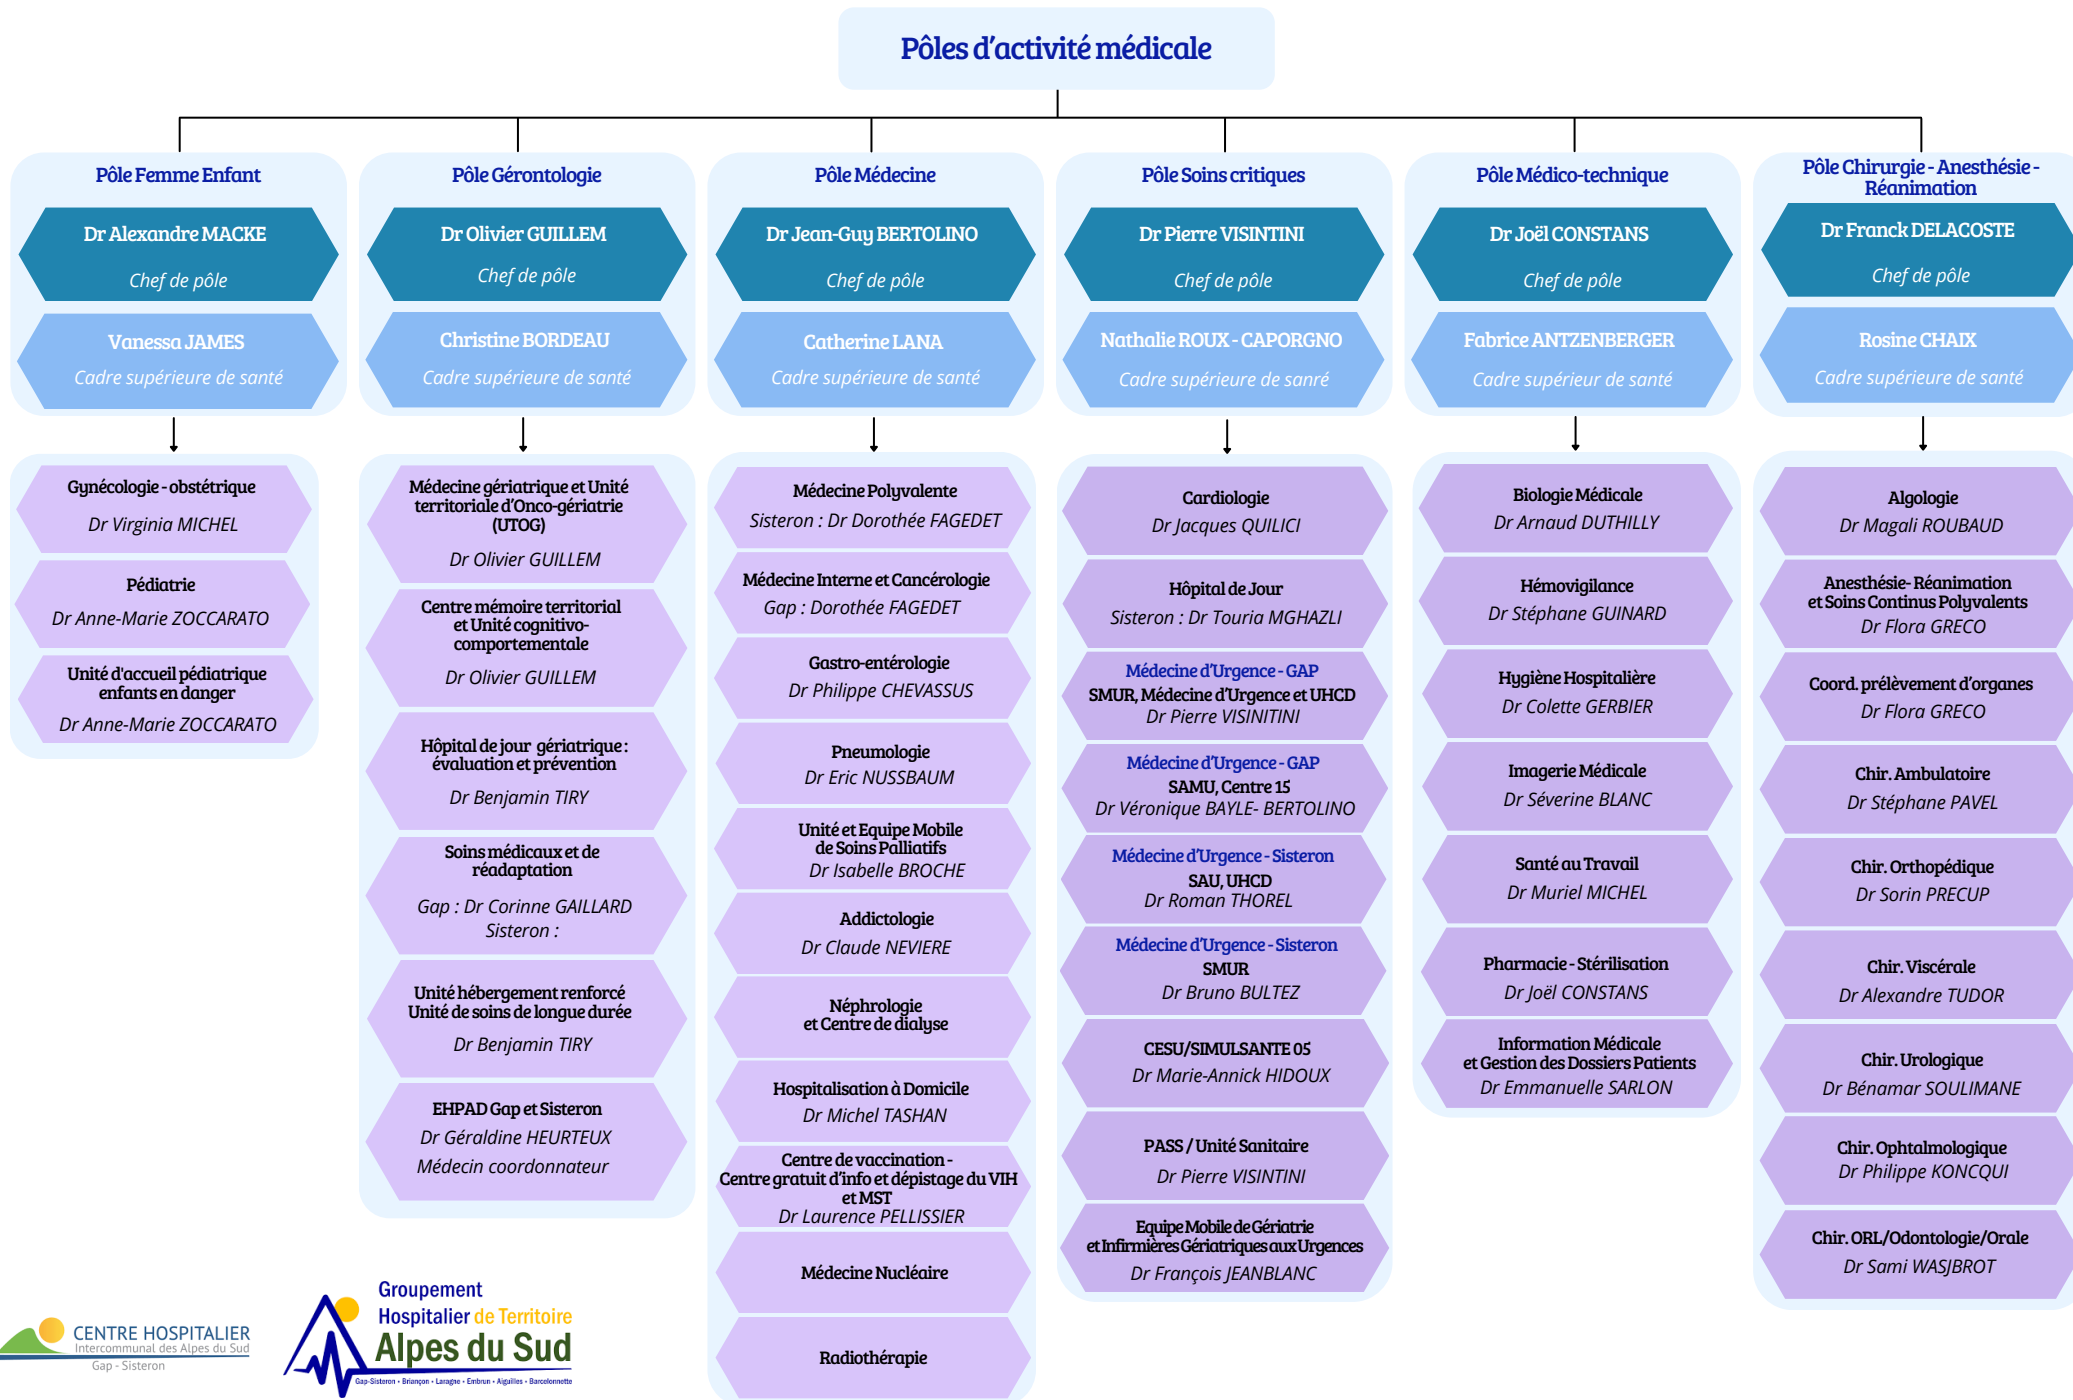 Pôles d'activité médicale
Pôle Femme Enfant
Dr Alexandre MACKE
Chef de pôle
Vanessa JAMES
Cadre supérieure de santé
Gynécologie - obstétrique
Dr Virginia MICHEL
Pédiatrie
Dr Anne-Marie ZOCCARATO
Unité d'accueil pédiatrique
enfants en danger
Dr Anne-Marie ZOCCARATO
Pôle Gérontologie
Dr Olivier GUILLEM
Chef de pôle
Christine BORDEAU
Cadre supérieure de santé
Médecine gériatrique et Unité
territoriale d'Onco-gériatrie
(UTOG)
Dr Olivier GUILLEM
Centre mémoire territorial
et Unité cognitivo-
comportementale
Dr Olivier GUILLEM
Hôpital de jour gériatrique :
évaluation et prévention
Dr Benjamin TIRY
Soins médicaux et de
réadaptation
Gap : Dr Corinne GAILLARD
Sisteron :
Unité hébergement renforcé
Unité de soins de longue durée
Dr Benjamin TIRY
EHPAD Gap et Sisteron
Dr Géraldine HEURTEUX
Médecin coordonnateur
Pôle Médecine
Dr Jean-Guy BERTOLINO
Chef de pôle
Catherine LANA
Cadre supérieure de santé
Médecine Polyvalente
Sisteron : Dr Dorothée FAGEDET
Médecine Interne et Cancérologie
Gap : Dorothée FAGEDET
Gastro-entérologie
Dr Philippe CHEVASSUS
Pneumologie
Dr Eric NUSSBAUM
Unité et Equipe Mobile
de Soins Palliatifs
Dr Isabelle BROCHE
Addictologie
Dr Claude NEVIERE
Néphrologie
et Centre de dialyse
Hospitalisation à Domicile
Dr Michel TASHAN
Centre de vaccination -
Centre gratuit d'info et dépistage du VIH
et MST
Dr Laurence PELLISSIER
Médecine Nucléaire
Radiothérapie
Pôle Soins critiques
Dr Pierre VISINTINI
Chef de pôle
Nathalie ROUX - CAPORGNO
Cadre supérieure de sanré
Cardiologie
Dr Jacques QUILICI
Hôpital de Jour
Sisteron : Dr Touria MGHAZLI
Médecine d'Urgence - GAP
SMUR, Médecine d'Urgence et UHCD
Dr Pierre VISINITINI
Médecine d'Urgence - GAP
SAMU, Centre 15
Dr Véronique BAYLE- BERTOLINO
Médecine d'Urgence - Sisteron
SAU, UHCD
Dr Roman THOREL
Médecine d'Urgence - Sisteron
SMUR
Dr Bruno BULTEZ
CESU/SIMULSANTE 05
Dr Marie-Annick HIDOUX
PASS / Unité Sanitaire
Dr Pierre VISINTINI
Equipe Mobile de Gériatrie
et Infirmières Gériatriques aux Urgences
Dr François JEANBLANC
Pôle Médico-technique
Dr Joël CONSTANS
Chef de pôle
Fabrice ANTZENBERGER
Cadre supérieur de santé
Biologie Médicale
Dr Arnaud DUTHILLY
Hémovigilance
Dr Stéphane GUINARD
Hygiène Hospitalière
Dr Colette GERBIER
Imagerie Médicale
Dr Séverine BLANC
Santé au Travail
Dr Muriel MICHEL
Pharmacie - Stérilisation
Dr Joël CONSTANS
Information Médicale
et Gestion des Dossiers Patients
Dr Emmanuelle SARLON
Pôle Chirurgie - Anesthésie -
Réanimation
Dr Franck DELACOSTE
Chef de pôle
Rosine CHAIX
Cadre supérieure de santé
Algologie
Dr Magali ROUBAUD
Anesthésie- Réanimation
et Soins Continus Polyvalents
Dr Flora GRECO
Coord. prélèvement d'organes
Dr Flora GRECO
Chir. Ambulatoire
Dr Stéphane PAVEL
Chir. Orthopédique
Dr Sorin PRECUP
Chir. Viscérale
Dr Alexandre TUDOR
Chir. Urologique
Dr Bénamar SOULIMANE
Chir. Ophtalmologique
Dr Philippe KONCQUI
Chir. ORL/Odontologie/Orale
Dr Sami WASJBROT
CENTRE HOSPITALIER
Intercommunal des Alpes du Sud
Gap - Sisteron
Groupement
Hospitalier de Territoire
Alpes du Sud
Gap-Sisteron • Briançon • Laragne • Embrun • Aiguilles • Barcelonnette